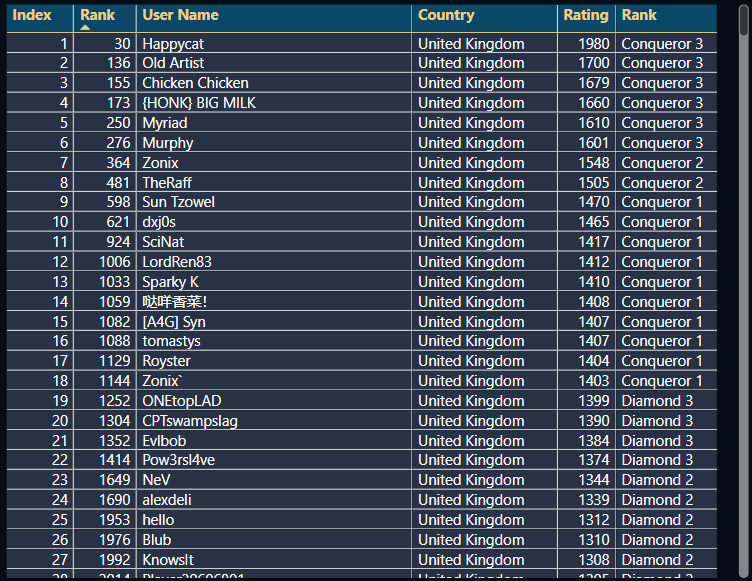 Index Rank User Name Country Rating Rank
1 30 Happycat United Kingdom 1980 Conqueror 3
2 136 Old Artist United Kingdom 1700 Conqueror 3
3 155 Chicken Chicken United Kingdom 1679 Conqueror 3
4 173 {HONK} BIG MILK United Kingdom 1660 Conqueror 3
5 250 Myriad United Kingdom 1610 Conqueror 3
6 276 Murphy United Kingdom 1601 Conqueror 3
7 364 Zonix United Kingdom 1548 Conqueror 2
8 481 TheRaff United Kingdom 1505 Conqueror 2
9 598 Sun Tzowel United Kingdom 1470 Conqueror 1
10 621 dxj0s United Kingdom 1465 Conqueror 1
11 924 SciNat United Kingdom 1417 Conqueror 1
12 1006 LordRen83 United Kingdom 1412 Conqueror 1
13 1033 Sparky K United Kingdom 1410 Conqueror 1
14 1059 哒咩香菜! United Kingdom 1408 Conqueror 1
15 1082 [A4G] Syn United Kingdom 1407 Conqueror 1
16 1088 tomastys United Kingdom 1407 Conqueror 1
17 1129 Royster United Kingdom 1404 Conqueror 1
18 1144 Zonix` United Kingdom 1403 Conqueror 1
19 1252 ONEtopLAD United Kingdom 1399 Diamond 3
20 1304 CPTswampslag United Kingdom 1390 Diamond 3
21 1352 Evlbob United Kingdom 1384 Diamond 3
22 1414 Pow3rsl4ve United Kingdom 1374 Diamond 3
23 1649 NeV United Kingdom 1344 Diamond 2
24 1690 alexdeli United Kingdom 1339 Diamond 2
25 1953 hello United Kingdom 1312 Diamond 2
26 1976 Blub United Kingdom 1310 Diamond 2
27 1992 KnowsIt United Kingdom 1308 Diamond 2